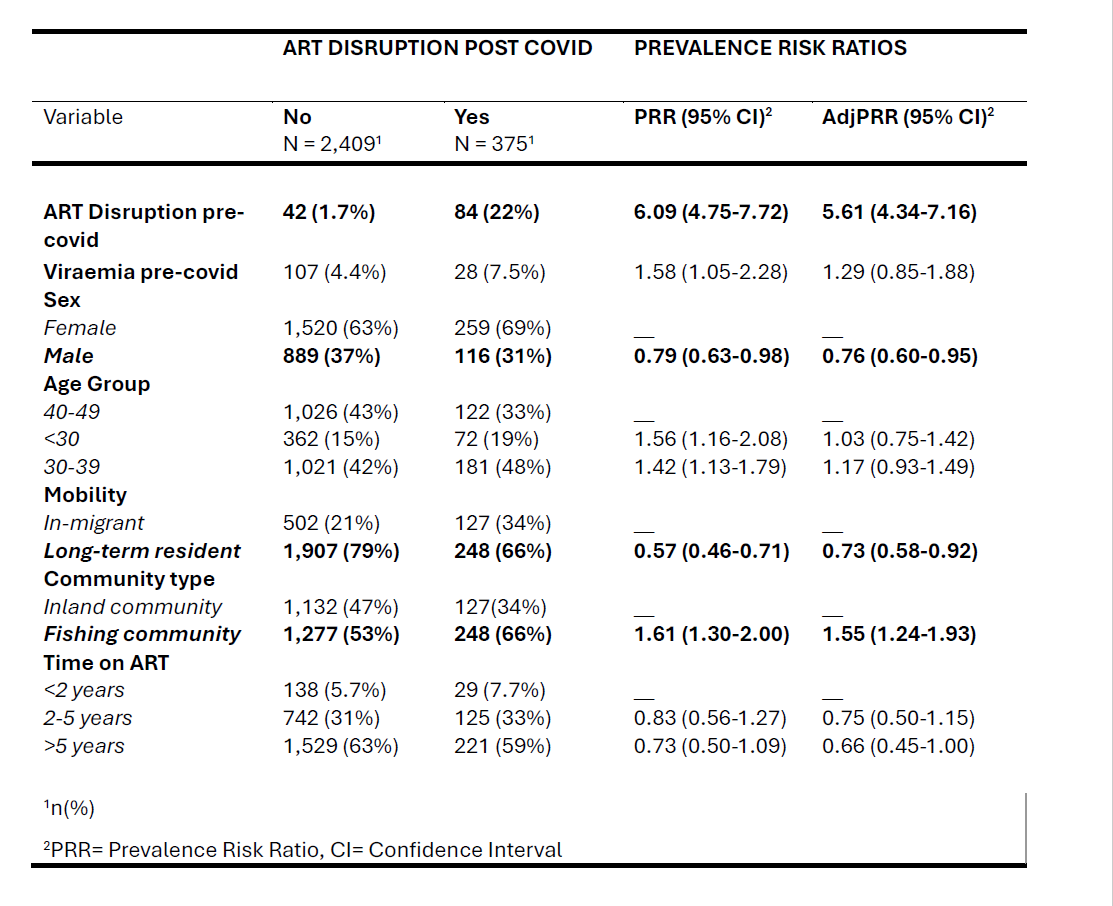 ART DISRUPTION POST COVID PREVALENCE RISK RATIOS
Variable No Yes PRR (95% CI)² AdjPRR (95% CI)²
N = 2,409¹ N = 375¹
ART Disruption pre- 42 (1.7%) 84 (22%) 6.09 (4.75-7.72) 5.61 (4.34-7.16)
covid
Viraemia pre-covid 107 (4.4%) 28 (7.5%) 1.58 (1.05-2.28) 1.29 (0.85-1.88)
Sex
Female 1,520 (63%) 259 (69%) __ __
Male 889 (37%) 116 (31%) 0.79 (0.63-0.98) 0.76 (0.60-0.95)
Age Group
40-49 1,026 (43%) 122 (33%) __ __
<30 362 (15%) 72 (19%) 1.56 (1.16-2.08) 1.03 (0.75-1.42)
30-39 1,021 (42%) 181 (48%) 1.42 (1.13-1.79) 1.17 (0.93-1.49)
Mobility
In-migrant 502 (21%) 127 (34%) __ __
Long-term resident 1,907 (79%) 248 (66%) 0.57 (0.46-0.71) 0.73 (0.58-0.92)
Community type
Inland community 1,132 (47%) 127(34%) __ __
Fishing community 1,277 (53%) 248 (66%) 1.61 (1.30-2.00) 1.55 (1.24-1.93)
Time on ART
<2 years 138 (5.7%) 29 (7.7%) __ __
2-5 years 742 (31%) 125 (33%) 0.83 (0.56-1.27) 0.75 (0.50-1.15)
>5 years 1,529 (63%) 221 (59%) 0.73 (0.50-1.09) 0.66 (0.45-1.00)
¹n(%)
²PRR= Prevalence Risk Ratio, CI= Confidence Interval